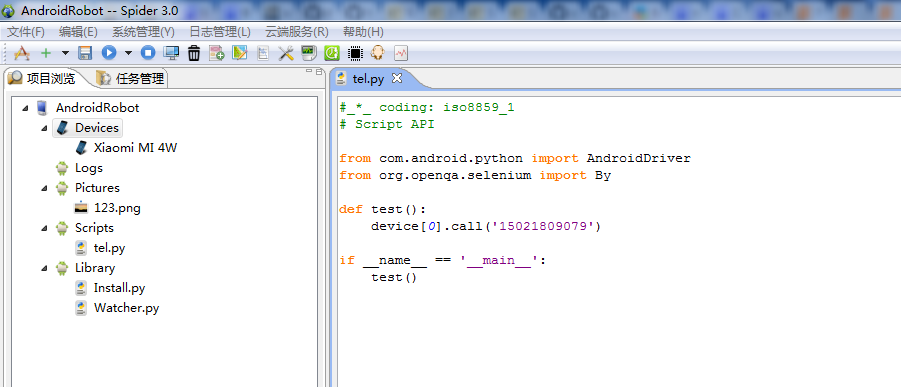 AndroidRobot -- Spider 3.0
文件(F) 编辑(E) 系统管理(Y) 日志管理(L) 云端服务(R) 帮助(H)
项目浏览 任务管理
AndroidRobot
Devices
Xiaomi MI 4W
Logs
Pictures
123.png
Scripts
tel.py
Library
Install.py
Watcher.py
tel.py
#_*_ coding: iso8859_1
# Script API
from com.android.python import AndroidDriver
from org.openqa.selenium import By
def test():
device[0].call('15021809079')
if __name__ == '__main__':
test()